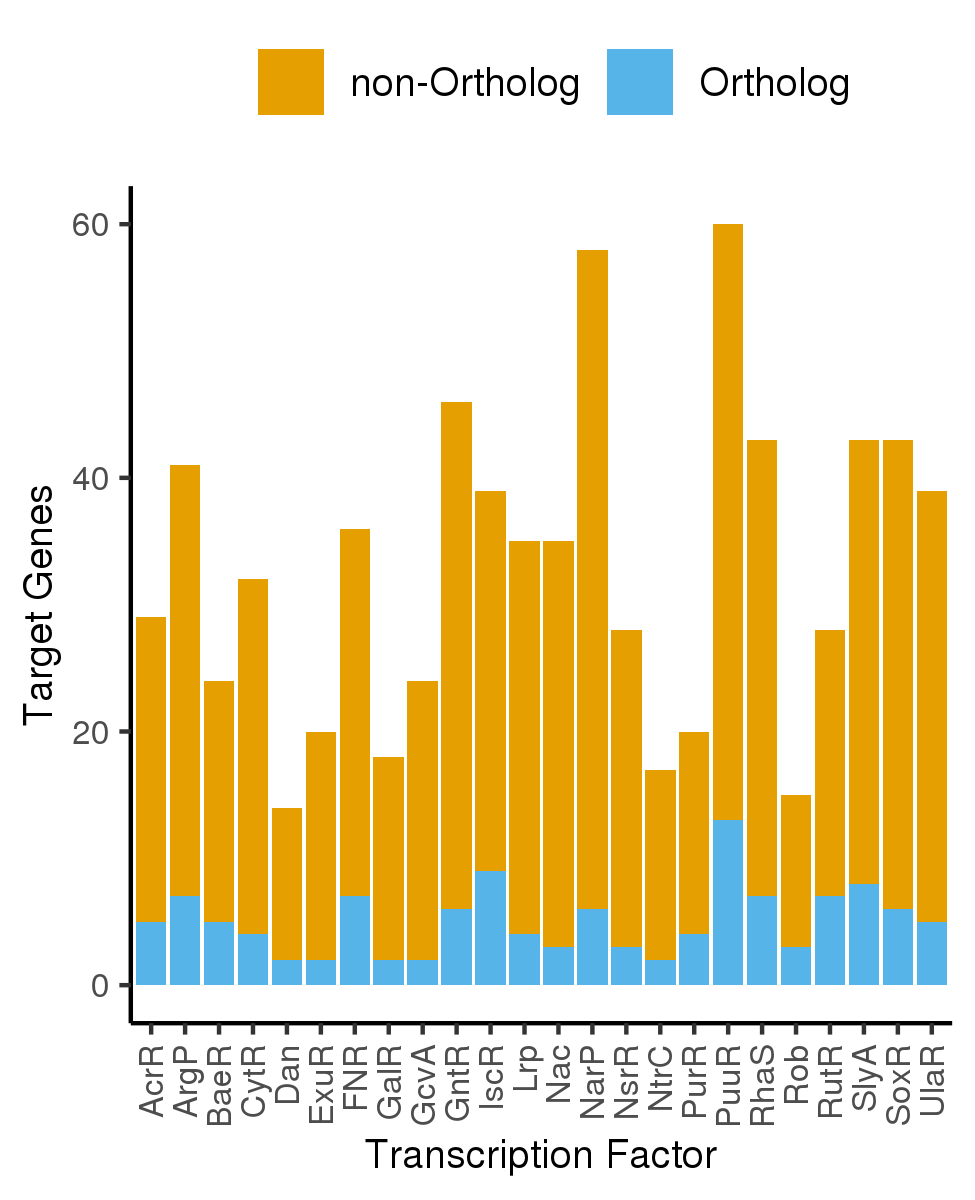 non-Ortholog Ortholog
Target Genes
60
40
20
0
AcrR ArgP BaeR CytR Dan ExuR FNR GalR GcvA GntR IscR Lrp Nac NarP NsrR NtrC PurR PuuR RhaS Rob RutR SlyA SoxR UlaR
Transcription Factor